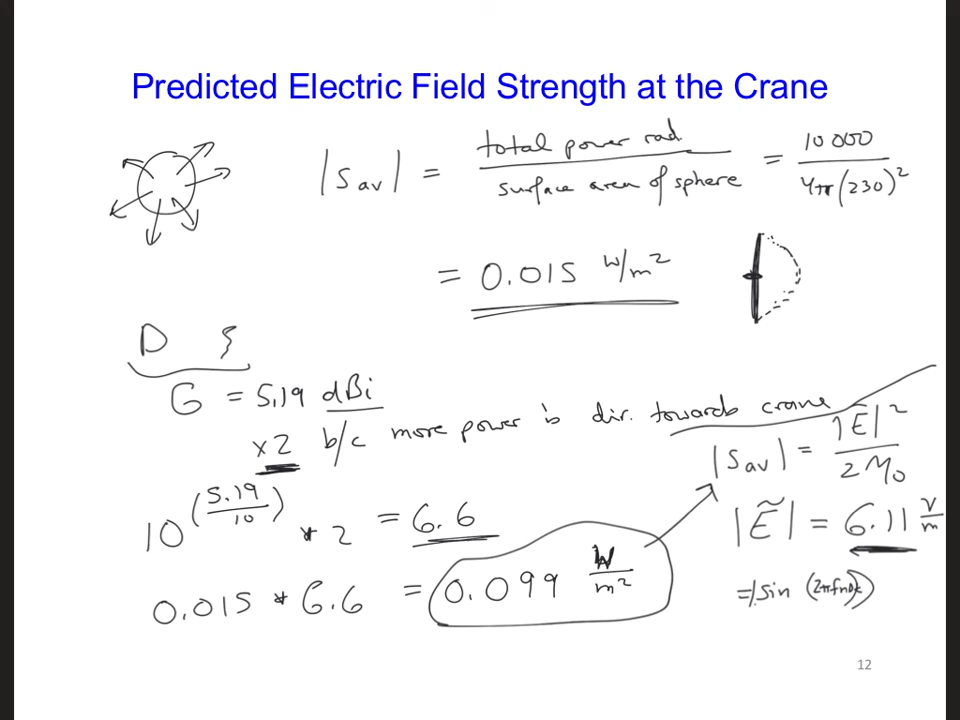 Predicted Electric Field Strength at the Crane
|Sav| = total power rad. / surface area of sphere = 10 000 / 4π(230)²
= 0.015 W/m²
D ξ
G = 5.19 dBi
x2 b/c more power is dir. towards crane
|Sav| = |Ẽ|² / 2η₀
10^(5.19/10) * 2 = 6.6
|Ẽ| = 6.11 V/m
0.015 * 6.6 = 0.099 W/m²
12